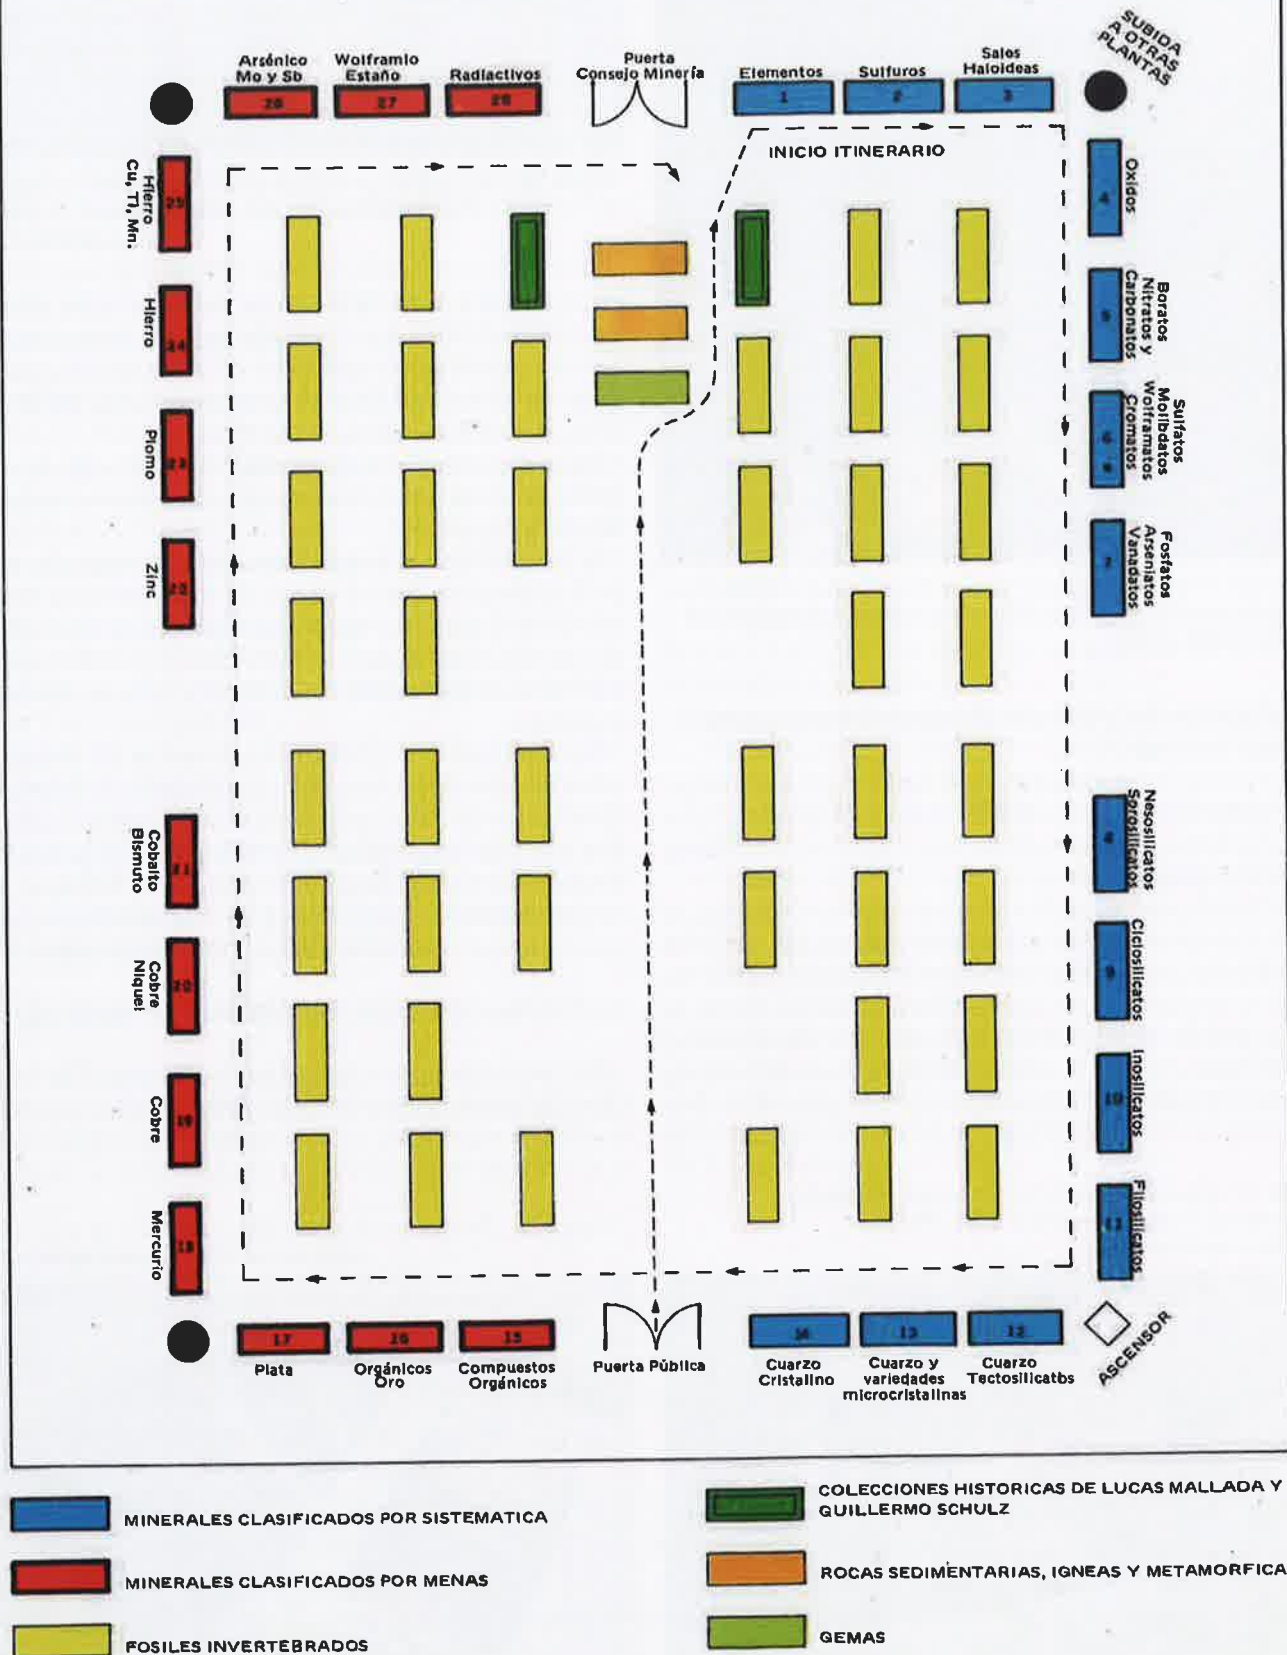 SUBIDA
A OTRAS
PLANTAS
Arsénico
Mo y Sb
Wolframio
Estaño
Radiactivos
Puerta
Consejo Minería
Elementos
Sulfuros
Sales
Haloideas
26
27
28
1
2
3
INICIO ITINERARIO
25
Hierro
Cu, Ti, Mn.
24
Hierro
23
Plomo
22
Zinc
21
Cobalto
Bismuto
20
Cobre
Niquel
19
Cobre
18
Mercurio
4
Oxidos
5
Boratos
Nitratos y
Carbonatos
6
Sulfatos
Molibdatos
Wolframatos
Cromatos
7
Fosfatos
Arseniatos
Vanadatos
8
Nesosilicatos
Sorosilicatos
9
Ciclosilicatos
10
Inosilicatos
11
Filosilicatos
17
16
15
14
13
12
Plata
Orgánicos
Oro
Compuestos
Orgánicos
Puerta Pública
Cuarzo
Cristalino
Cuarzo y
variedades
microcristalinas
Cuarzo
Tectosilicatos
ASCENSOR
MINERALES CLASIFICADOS POR SISTEMATICA
MINERALES CLASIFICADOS POR MENAS
FOSILES INVERTEBRADOS
COLECCIONES HISTORICAS DE LUCAS MALLADA Y
GUILLERMO SCHULZ
ROCAS SEDIMENTARIAS, IGNEAS Y METAMORFICA
GEMAS